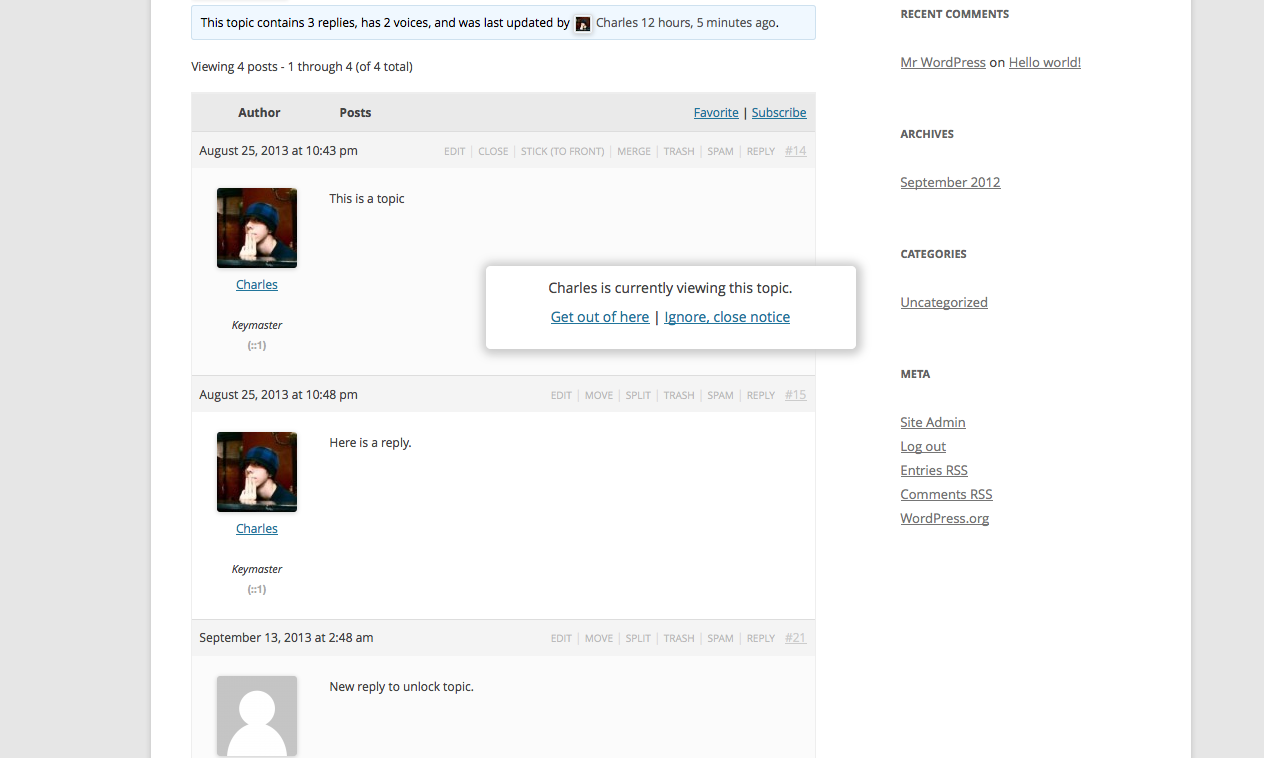 This topic contains 3 replies, has 2 voices, and was last updated by Charles 12 hours, 5 minutes ago.
Viewing 4 posts - 1 through 4 (of 4 total)
Author Posts Favorite | Subscribe
August 25, 2013 at 10:43 pm EDIT | CLOSE | STICK (TO FRONT) | MERGE | TRASH | SPAM | REPLY #14
This is a topic
Charles
Keymaster
(::1)
Charles is currently viewing this topic.
Get out of here | Ignore, close notice
August 25, 2013 at 10:48 pm EDIT | MOVE | SPLIT | TRASH | SPAM | REPLY #15
Here is a reply.
Charles
Keymaster
(::1)
September 13, 2013 at 2:48 am EDIT | MOVE | SPLIT | TRASH | SPAM | REPLY #21
New reply to unlock topic.
RECENT COMMENTS
Mr WordPress on Hello world!
ARCHIVES
September 2012
CATEGORIES
Uncategorized
META
Site Admin
Log out
Entries RSS
Comments RSS
WordPress.org